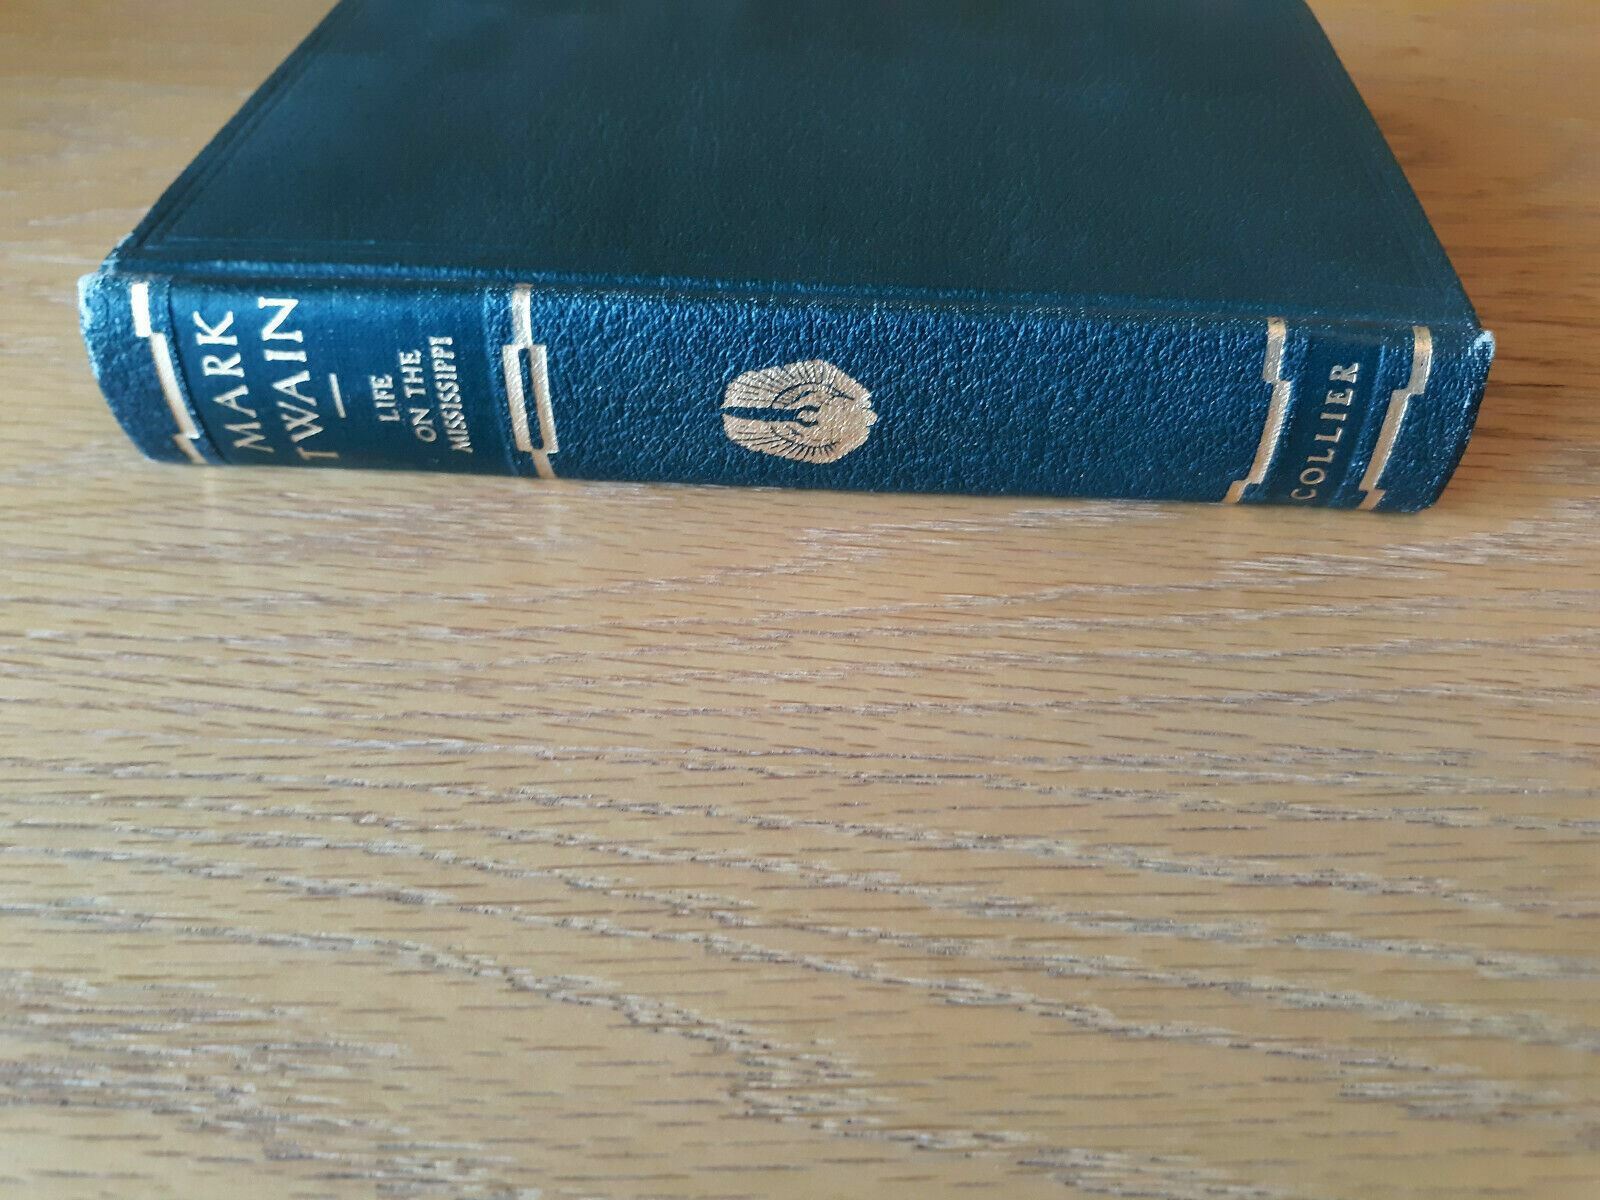 MARK
TWAIN
LIFE
ON THE
MISSISSIPPI
COLLIER